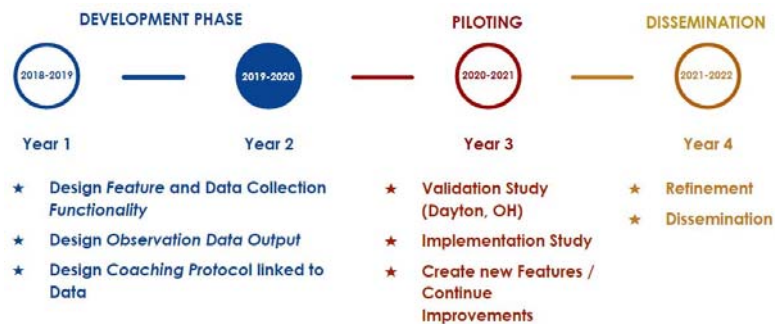 DEVELOPMENT PHASE
PILOTING
DISSEMINATION
2018-2019
2019-2020
2020-2021
2021-2022
Year 1
Year 2
Year 3
Year 4
★ Design Feature and Data Collection
Functionality
★ Design Observation Data Output
★ Design Coaching Protocol linked to
Data
★ Validation Study
(Dayton, OH)
★ Implementation Study
★ Create new Features /
Continue
Improvements
★ Refinement
★ Dissemination